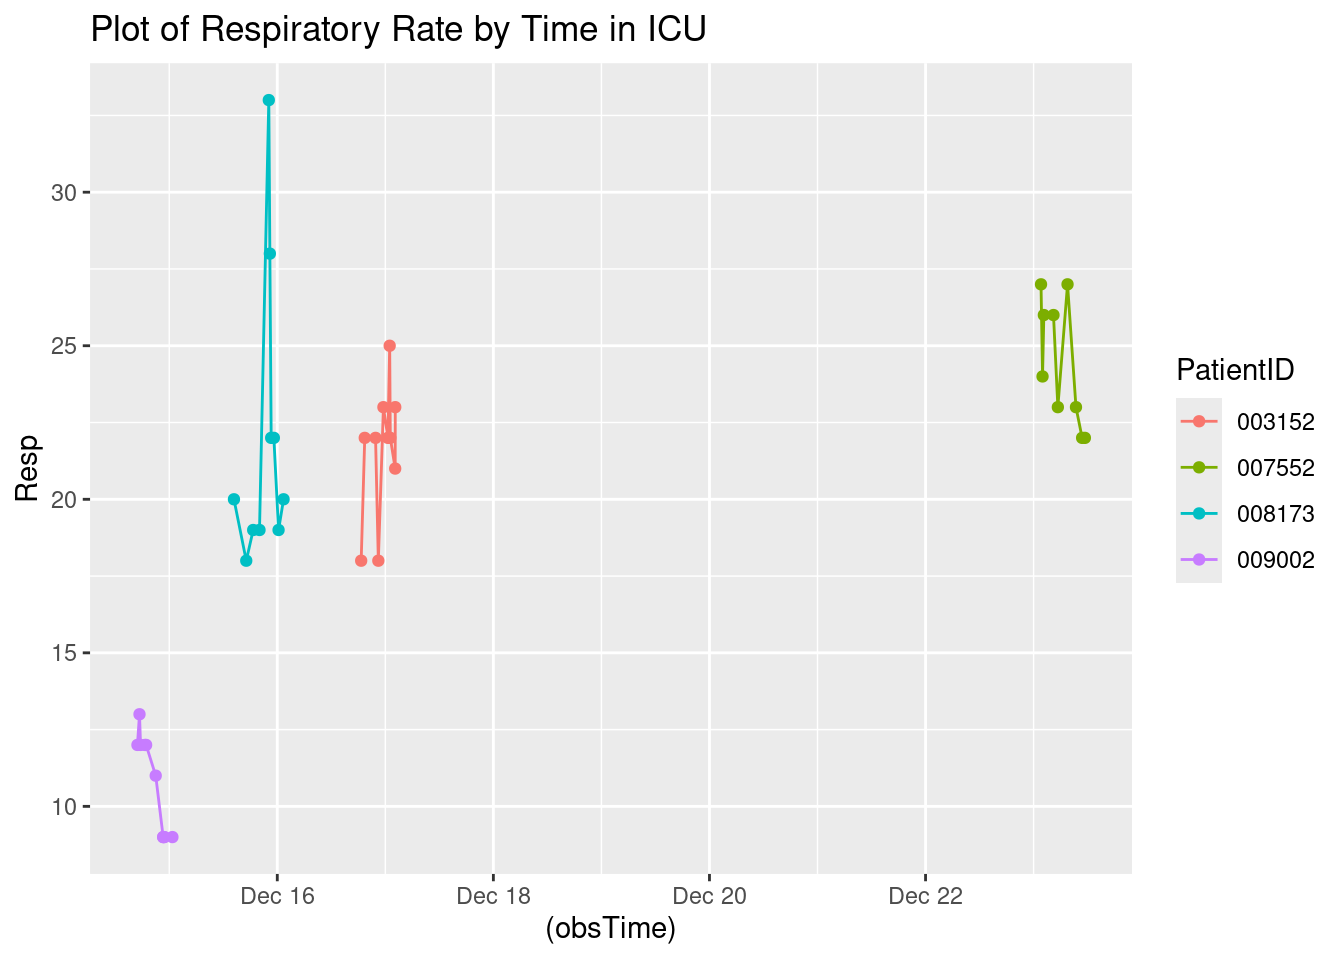 Plot of Respiratory Rate by Time in ICU
Resp
30
25
20
15
10
Dec 16
Dec 18
Dec 20
Dec 22
(obsTime)
PatientID
003152
007552
008173
009002